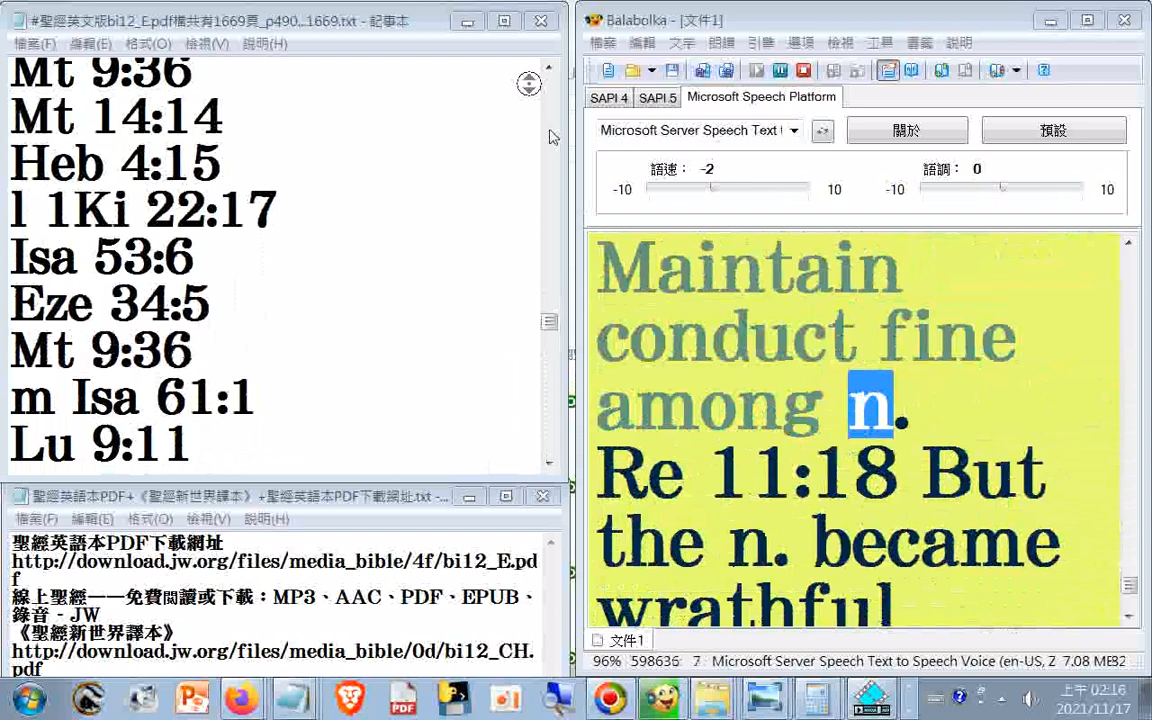 #聖經英文版bi12_E.pdf橫共有1669頁_p490...1669.txt - 記事本
檔案(F) 編輯(E) 格式(O) 檢視(V) 說明(H)
Mt 9:36
Mt 14:14
Heb 4:15
l 1Ki 22:17
Isa 53:6
Eze 34:5
Mt 9:36
m Isa 61:1
Lu 9:11
聖經英語本PDF+《聖經新世界譯本》+聖經英語本PDF下載網址.txt -...
檔案(F) 編輯(E) 格式(O) 檢視(V) 說明(H)
聖經英語本PDF下載網址
http://download.jw.org/files/media_bible/4f/bi12_E.pd
f
線上聖經——免費閱讀或下載：MP3、AAC、PDF、EPUB、
錄音 - JW
《聖經新世界譯本》
http://download.jw.org/files/media_bible/0d/bi12_CH.
pdf
Balabolka - [文件1]
檔案 編輯 文字 朗讀 引擎 選項 檢視 工具 書籤 說明
SAPI 4 SAPI 5 Microsoft Speech Platform
Microsoft Server Speech Text 關於 預設
語速： -2 語調： 0
-10 10 -10 10
Maintain
conduct fine
among n.
Re 11:18 But
the n. became
wrathful
文件1
96% 598636: 7 Microsoft Server Speech Text to Speech Voice (en-US, Z 7.08 MB
上午 02:16
2021/11/17